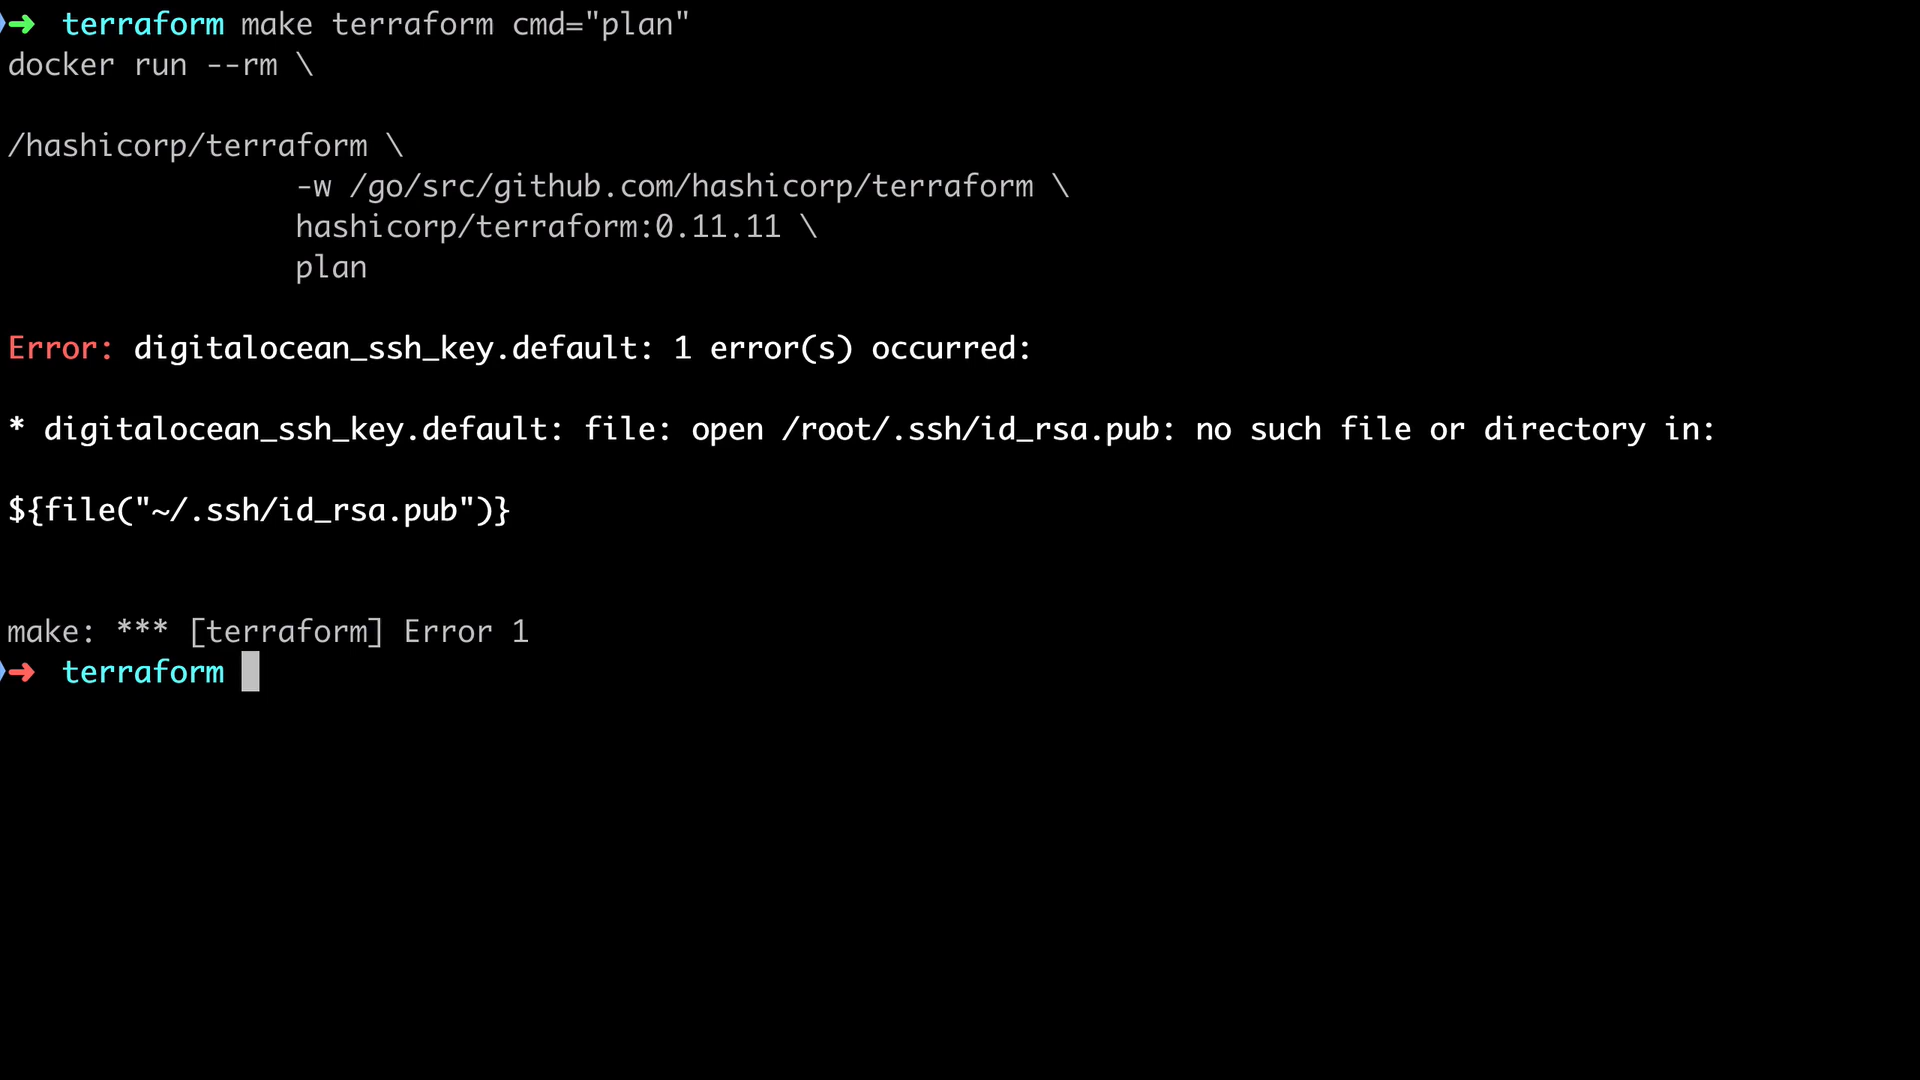 ➜ terraform make terraform cmd="plan"
docker run --rm \
/hashicorp/terraform \
-w /go/src/github.com/hashicorp/terraform \
hashicorp/terraform:0.11.11 \
plan
Error: digitalocean_ssh_key.default: 1 error(s) occurred:
* digitalocean_ssh_key.default: file: open /root/.ssh/id_rsa.pub: no such file or directory in:
${file("~/.ssh/id_rsa.pub")}
make: *** [terraform] Error 1
➜ terraform